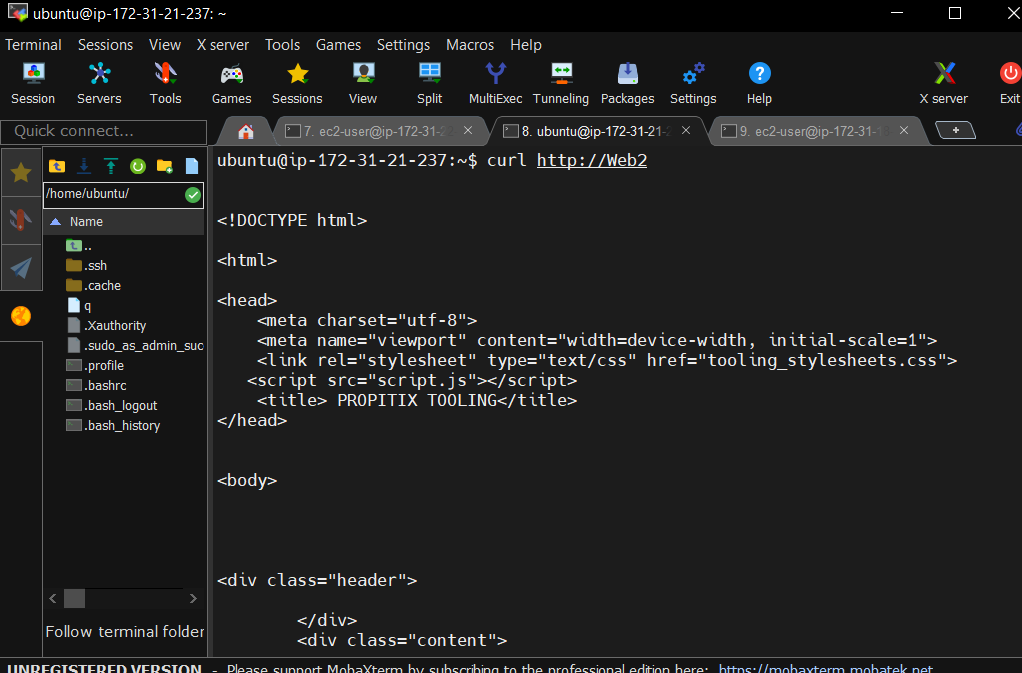 ubuntu@ip-172-31-21-237: ~
Terminal Sessions View X server Tools Games Settings Macros Help
Session Servers Tools Games Sessions View Split MultiExec Tunneling Packages Settings Help X server Exit
Quick connect...
7. ec2-user@ip-172-31-2
8. ubuntu@ip-172-31-21-
9. ec2-user@ip-172-31-
/home/ubuntu/
Name
..
.ssh
.cache
q
.Xauthority
.sudo_as_admin_suc
.profile
.bashrc
.bash_logout
.bash_history
Follow terminal folder
ubuntu@ip-172-31-21-237:~$ curl http://Web2
<!DOCTYPE html>
<html>
<head>
<meta charset="utf-8">
<meta name="viewport" content="width=device-width, initial-scale=1">
<link rel="stylesheet" type="text/css" href="tooling_stylesheets.css">
<script src="script.js"></script>
<title> PROPITIX TOOLING</title>
</head>
<body>
<div class="header">
</div>
<div class="content">
UNREGISTERED VERSION - Please support MobaXterm by subscribing to the professional edition here: https://mobaxterm.mobatek.net